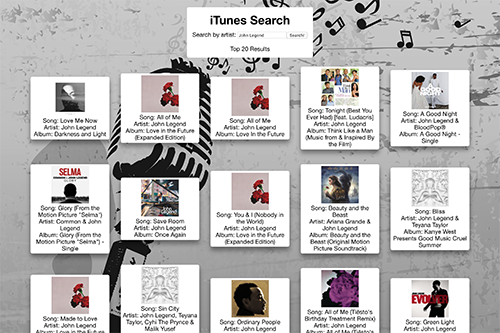 iTunes Search
Search by artist: John Legend Search!
Top 20 Results
Song: Love Me Now
Artist: John Legend
Album: Darkness and Light
Song: All of Me
Artist: John Legend
Album: Love in the Future
(Expanded Edition)
Song: All of Me
Artist: John Legend
Album: Love In the Future
Song: Tonight (Best You
Ever Had) [feat. Ludacris]
Artist: John Legend
Album: Think Like a Man
(Music from & Inspired By
the Film)
Song: A Good Night
Artist: John Legend &
BloodPop®
Album: A Good Night -
Single
SELMA
Song: Glory (From the
Motion Picture "Selma")
Artist: Common & John
Legend
Album: Glory (From the
Motion Picture "Selma") -
Single
Song: Save Room
Artist: John Legend
Album: Once Again
Song: You & I (Nobody in
the World)
Artist: John Legend
Album: Love in the Future
(Expanded Edition)
Song: Beauty and the
Beast
Artist: Ariana Grande &
John Legend
Album: Beauty and the
Beast (Original Motion
Picture Soundtrack)
Song: Bliss
Artist: John Legend &
Teyana Taylor
Album: Kanye West
Presents Good Music Cruel
Summer
Song: Made to Love
Artist: John Legend
Album: Love in the Future
Song: Sin City
Artist: John Legend, Teyana
Taylor, Cyhi The Prynce &
Malik Yusef
Song: Ordinary People
Artist: John Legend
Song: All of Me (Tiësto's
Birthday Treatment Remix)
Artist: John Legend
Album: All of Me (Tiësto's
EVOLVER
Song: Green Light
Artist: John Legend